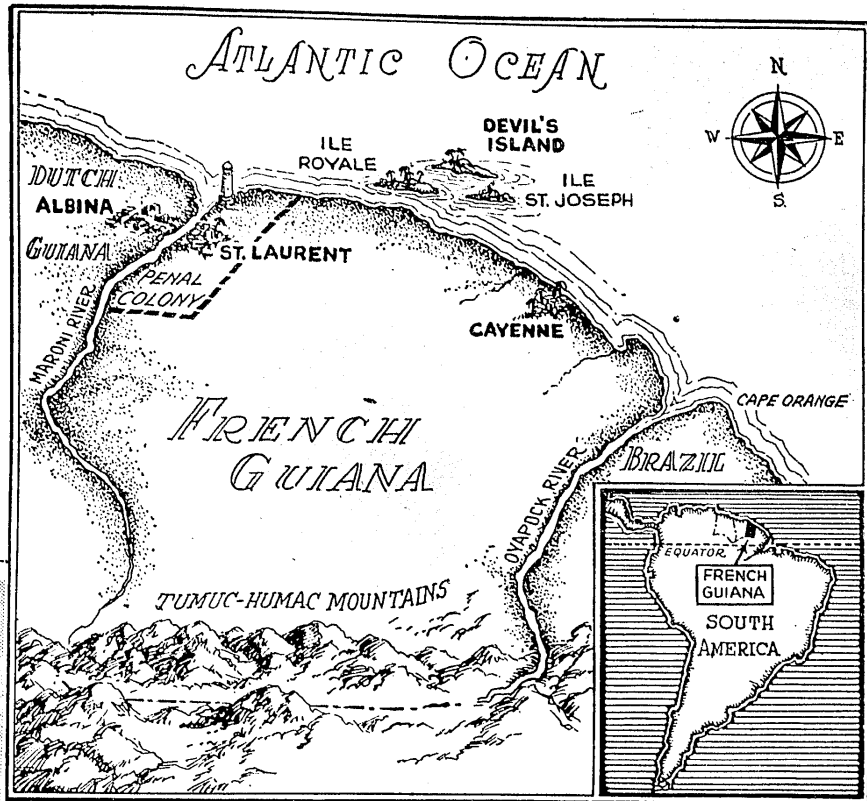 ATLANTIC OCEAN
N
W
E
S
DEVIL'S
ISLAND
ILE
ROYALE
ILE
ST. JOSEPH
DUTCH
ALBINA
GUIANA
ST. LAURENT
PENAL
COLONY
MARONI RIVER
CAYENNE
CAPE ORANGE
FRENCH
GUIANA
BRAZIL
OYAPOCK RIVER
TUMUC-HUMAC MOUNTAINS
EQUATOR
FRENCH
GUIANA
SOUTH
AMERICA